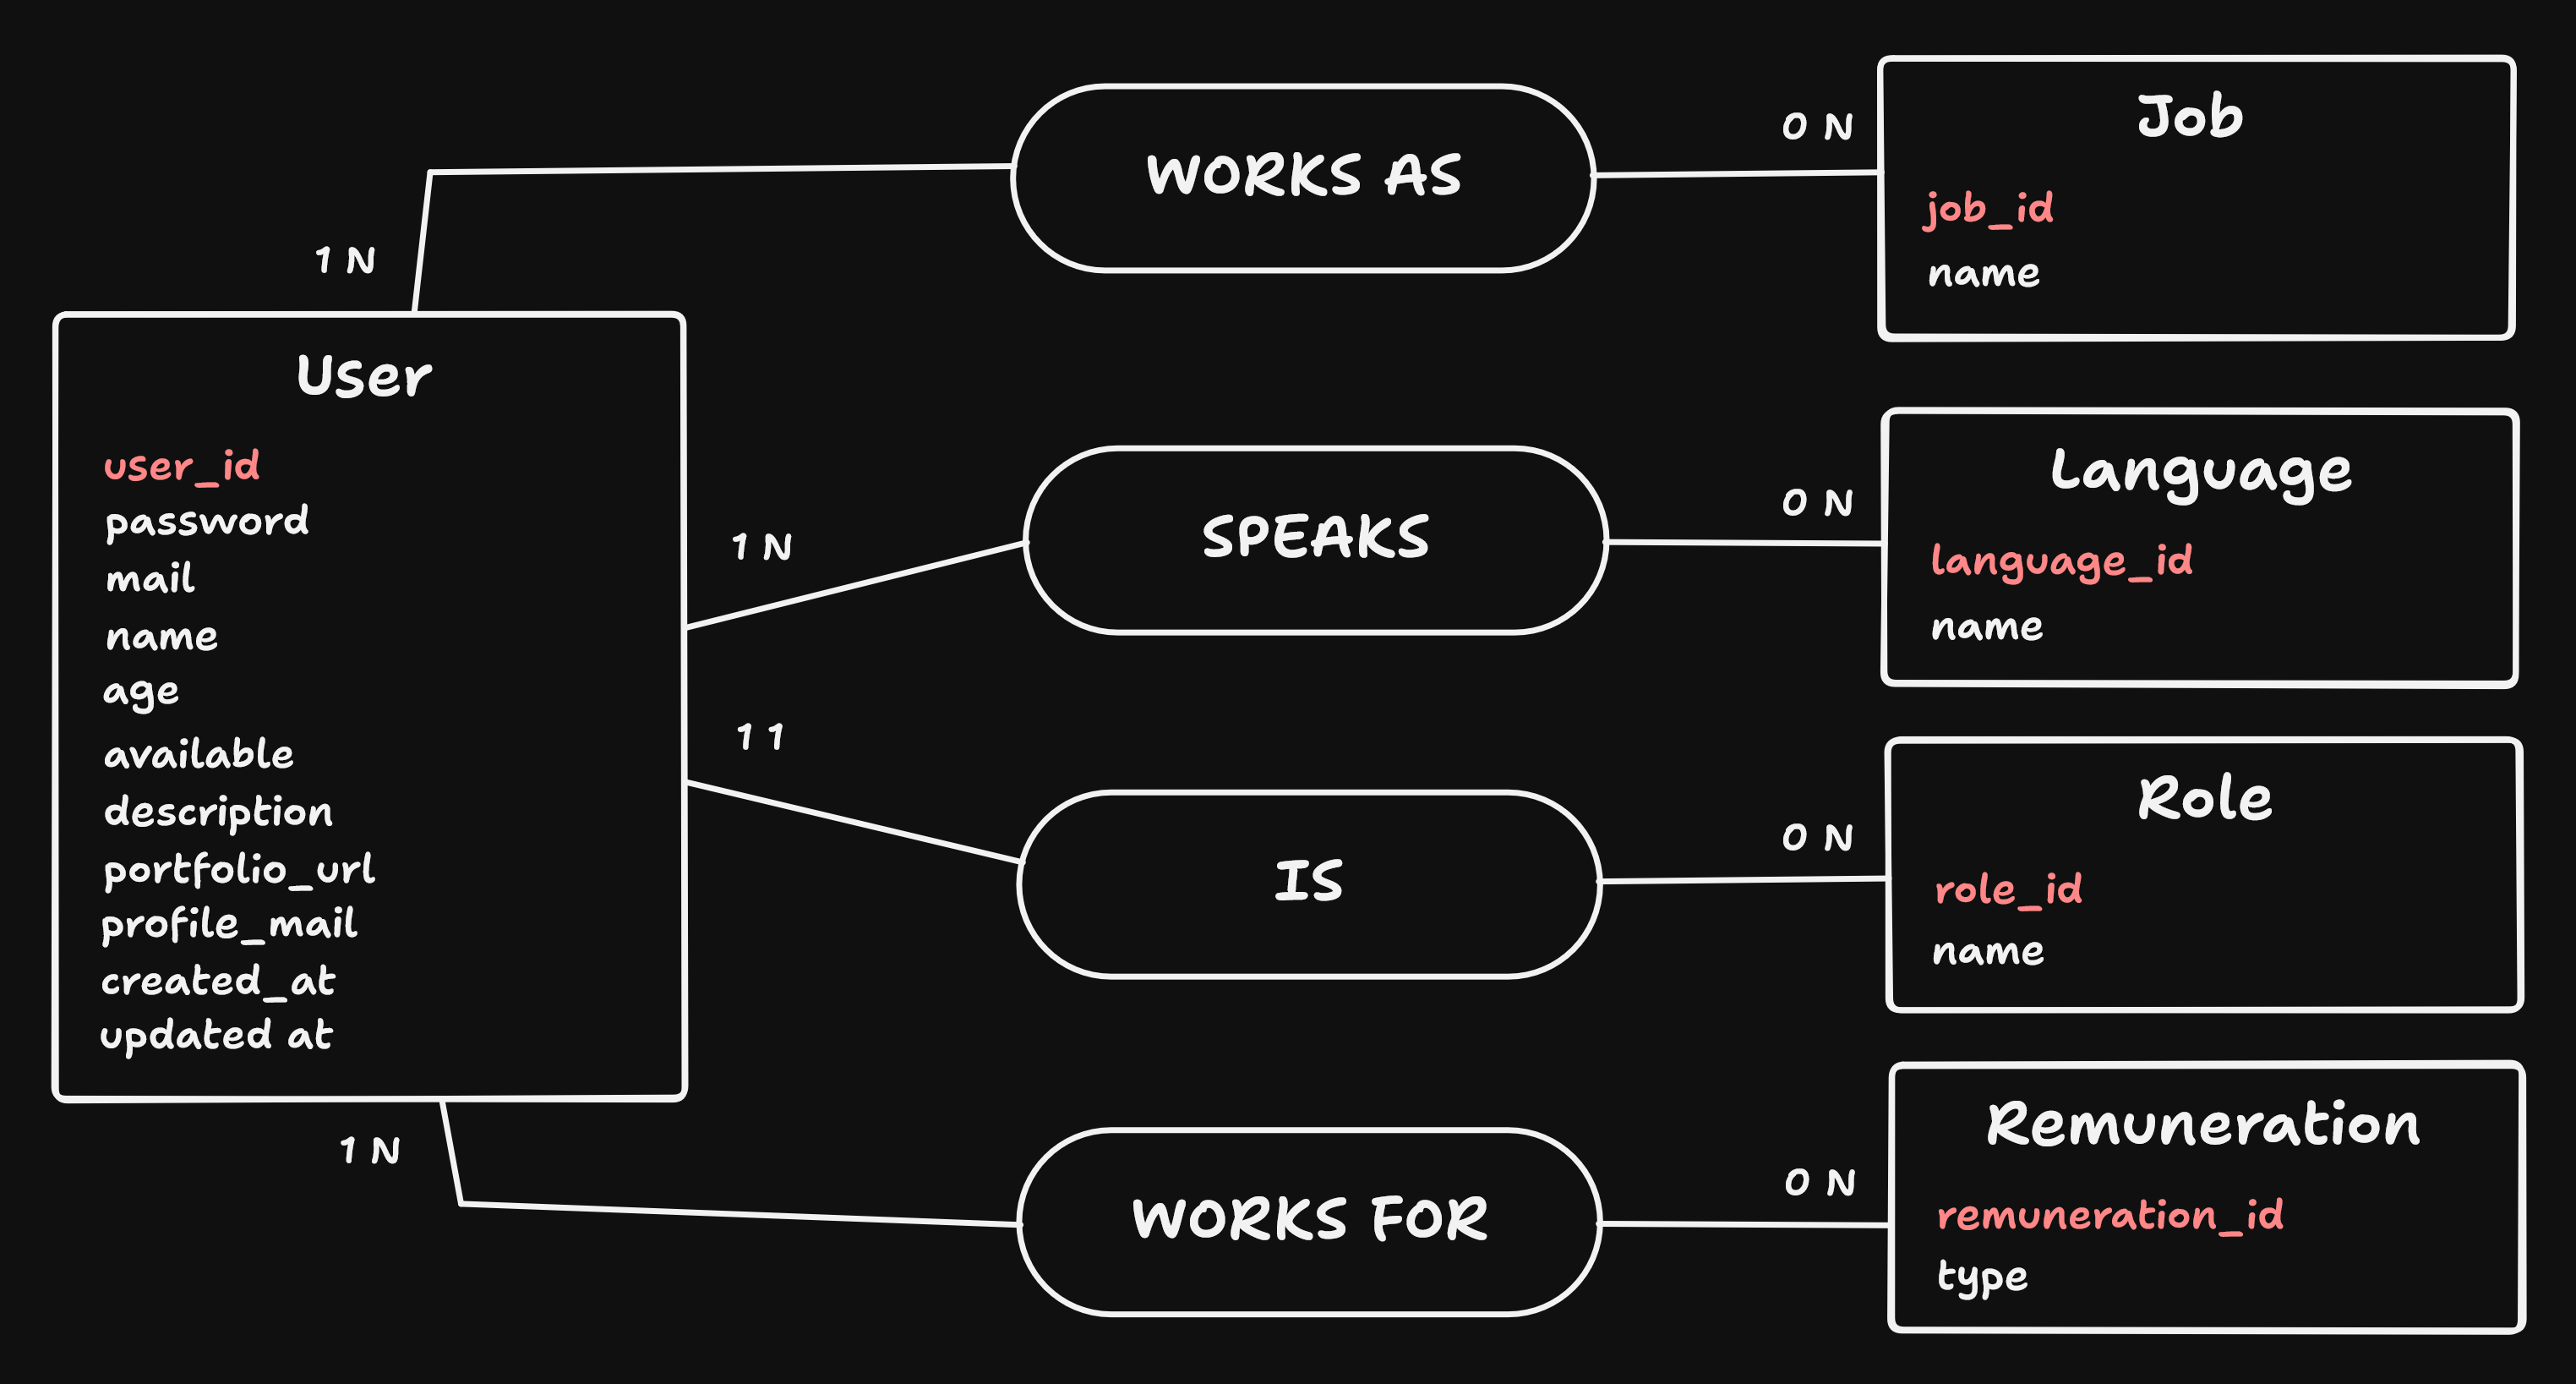 WORKS AS
0 N
Job
job_id
name
1 N
User
user_id
password
mail
name
age
available
description
portfolio_url
profile_mail
created_at
updated at
1 N
SPEAKS
0 N
Language
language_id
name
1 1
IS
0 N
Role
role_id
name
1 N
WORKS FOR
0 N
Remuneration
remuneration_id
type